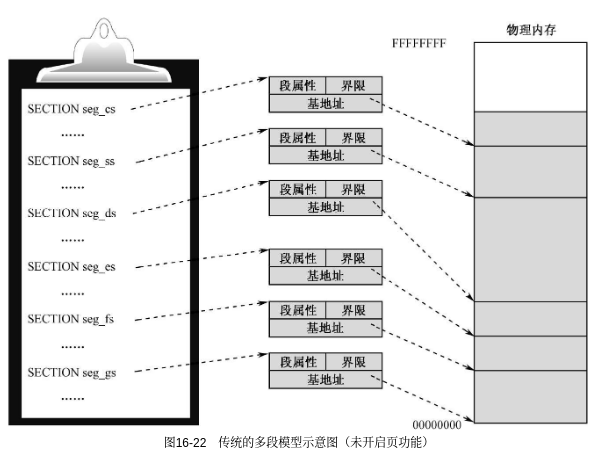 物理内存
FFFFFFFF
SECTION seg_cs
……
SECTION seg_ss
……
SECTION seg_ds
……
SECTION seg_es
……
SECTION seg_fs
……
SECTION seg_gs
……
段属性 界限
基地址
段属性 界限
基地址
段属性 界限
基地址
段属性 界限
基地址
段属性 界限
基地址
段属性 界限
基地址
00000000
图16-22 传统的多段模型示意图（未开启页功能）